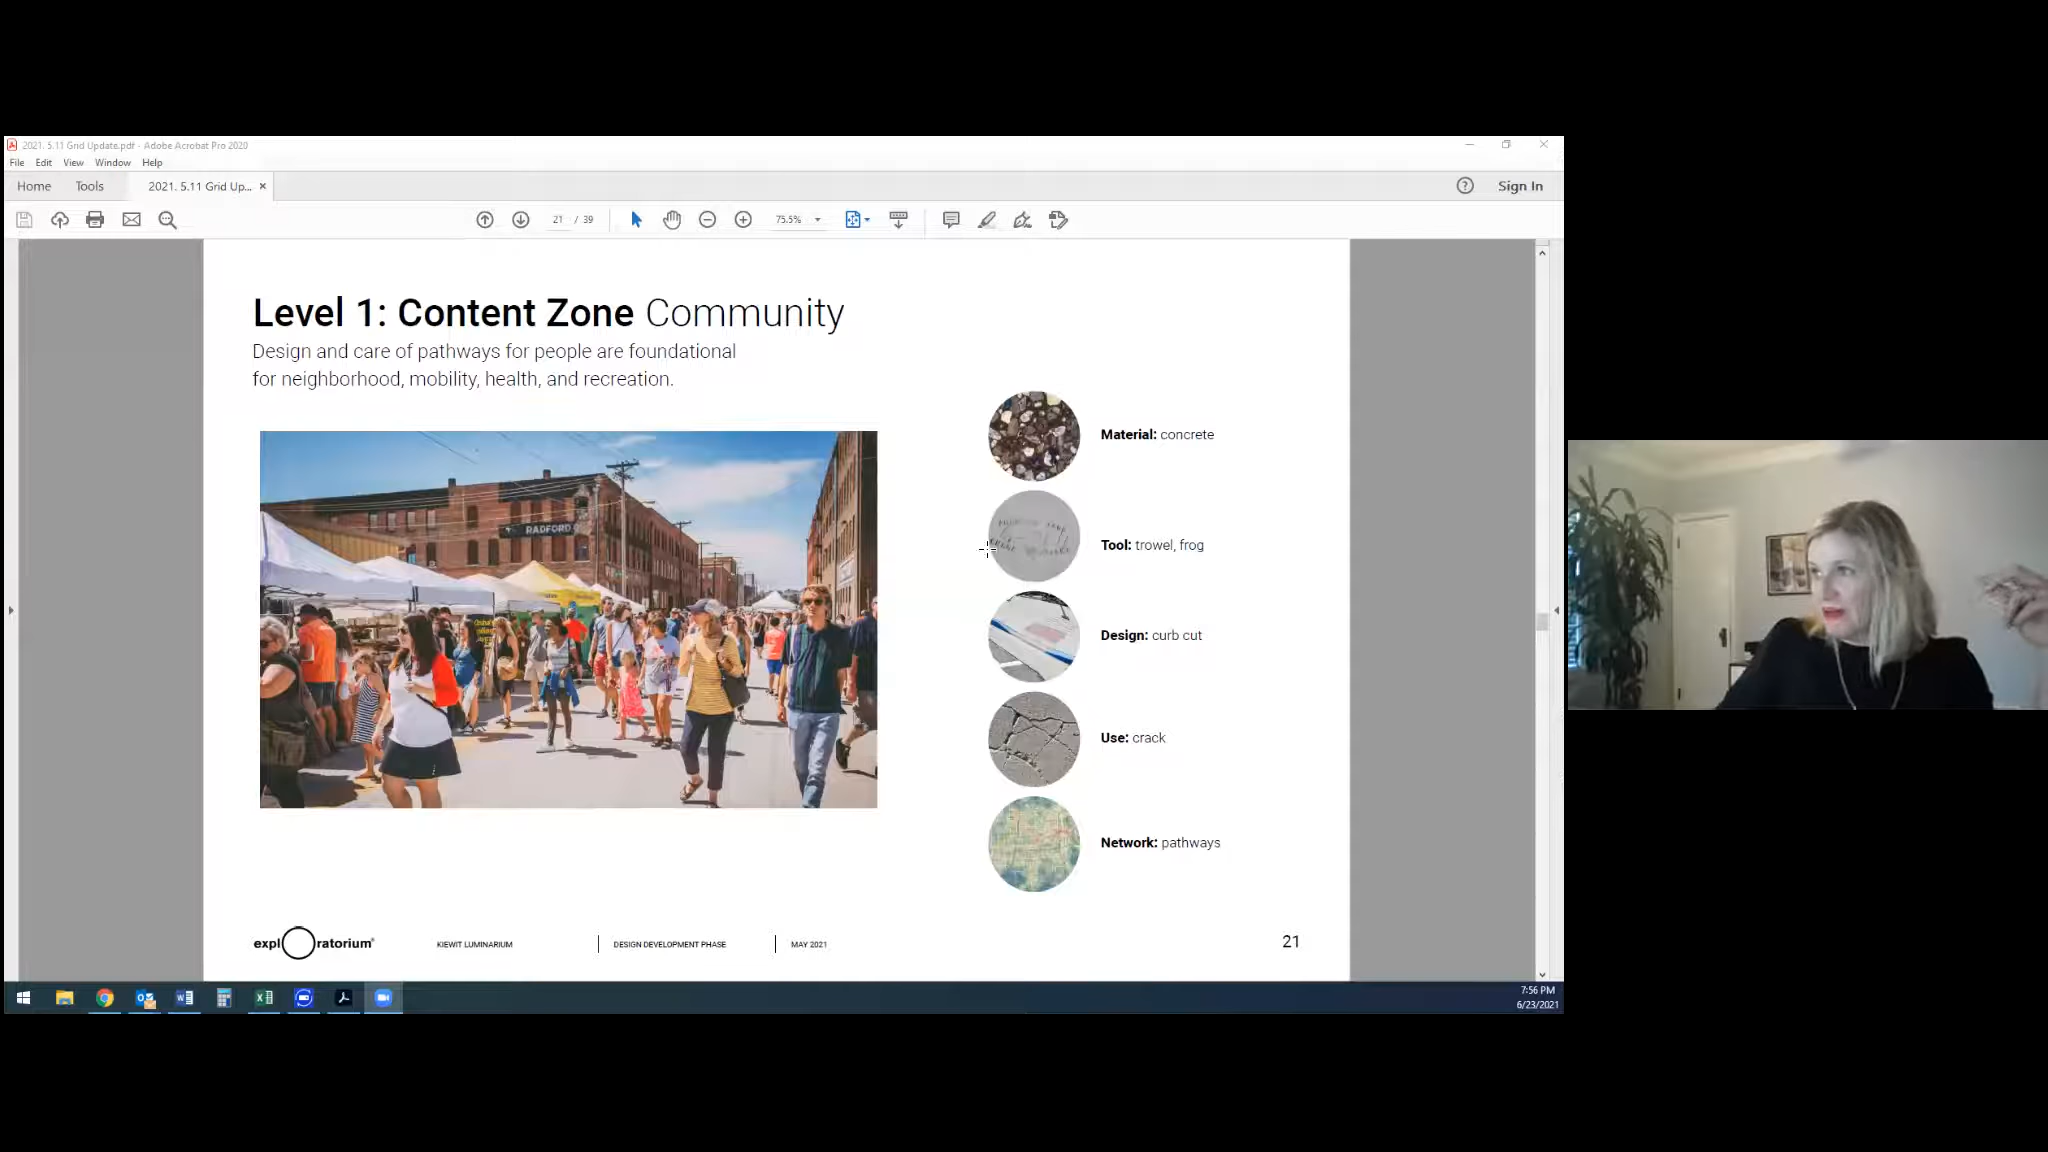 2021. 5.11 Grid Update.pdf - Adobe Acrobat Pro 2020
File Edit View Window Help
Home Tools 2021. 5.11 Grid Up... ×
Sign In
21 / 39
75.5%
Level 1: Content Zone Community
Design and care of pathways for people are foundational
for neighborhood, mobility, health, and recreation.
RADFORD
Material: concrete
Tool: trowel, frog
Design: curb cut
Use: crack
Network: pathways
expl ratorium®
KIEWIT LUMINARIUM
DESIGN DEVELOPMENT PHASE
MAY 2021
21
7:56 PM
6/23/2021